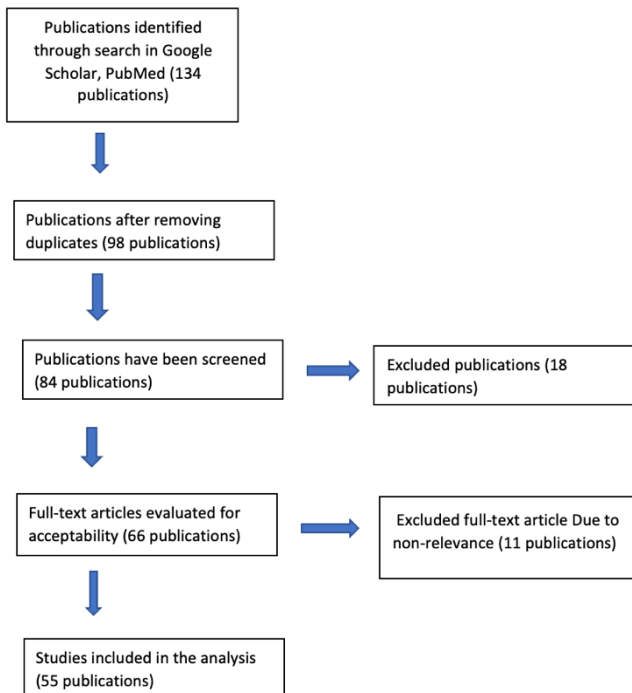 Publications identified
through search in Google
Scholar, PubMed (134
publications)
Publications after removing
duplicates (98 publications)
Publications have been screened
(84 publications)
Excluded publications (18
publications)
Full-text articles evaluated for
acceptability (66 publications)
Excluded full-text article Due to
non-relevance (11 publications)
Studies included in the analysis
(55 publications)